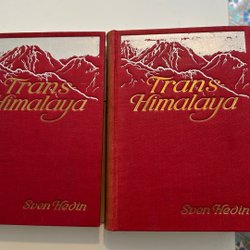 Trans-
Himalaya
Sven Hedin
Trans-
Himalaya
Sven Hedin